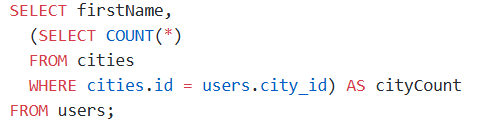 SELECT firstName,
  (SELECT COUNT(*)
  FROM cities
  WHERE cities.id = users.city_id) AS cityCount
FROM users;